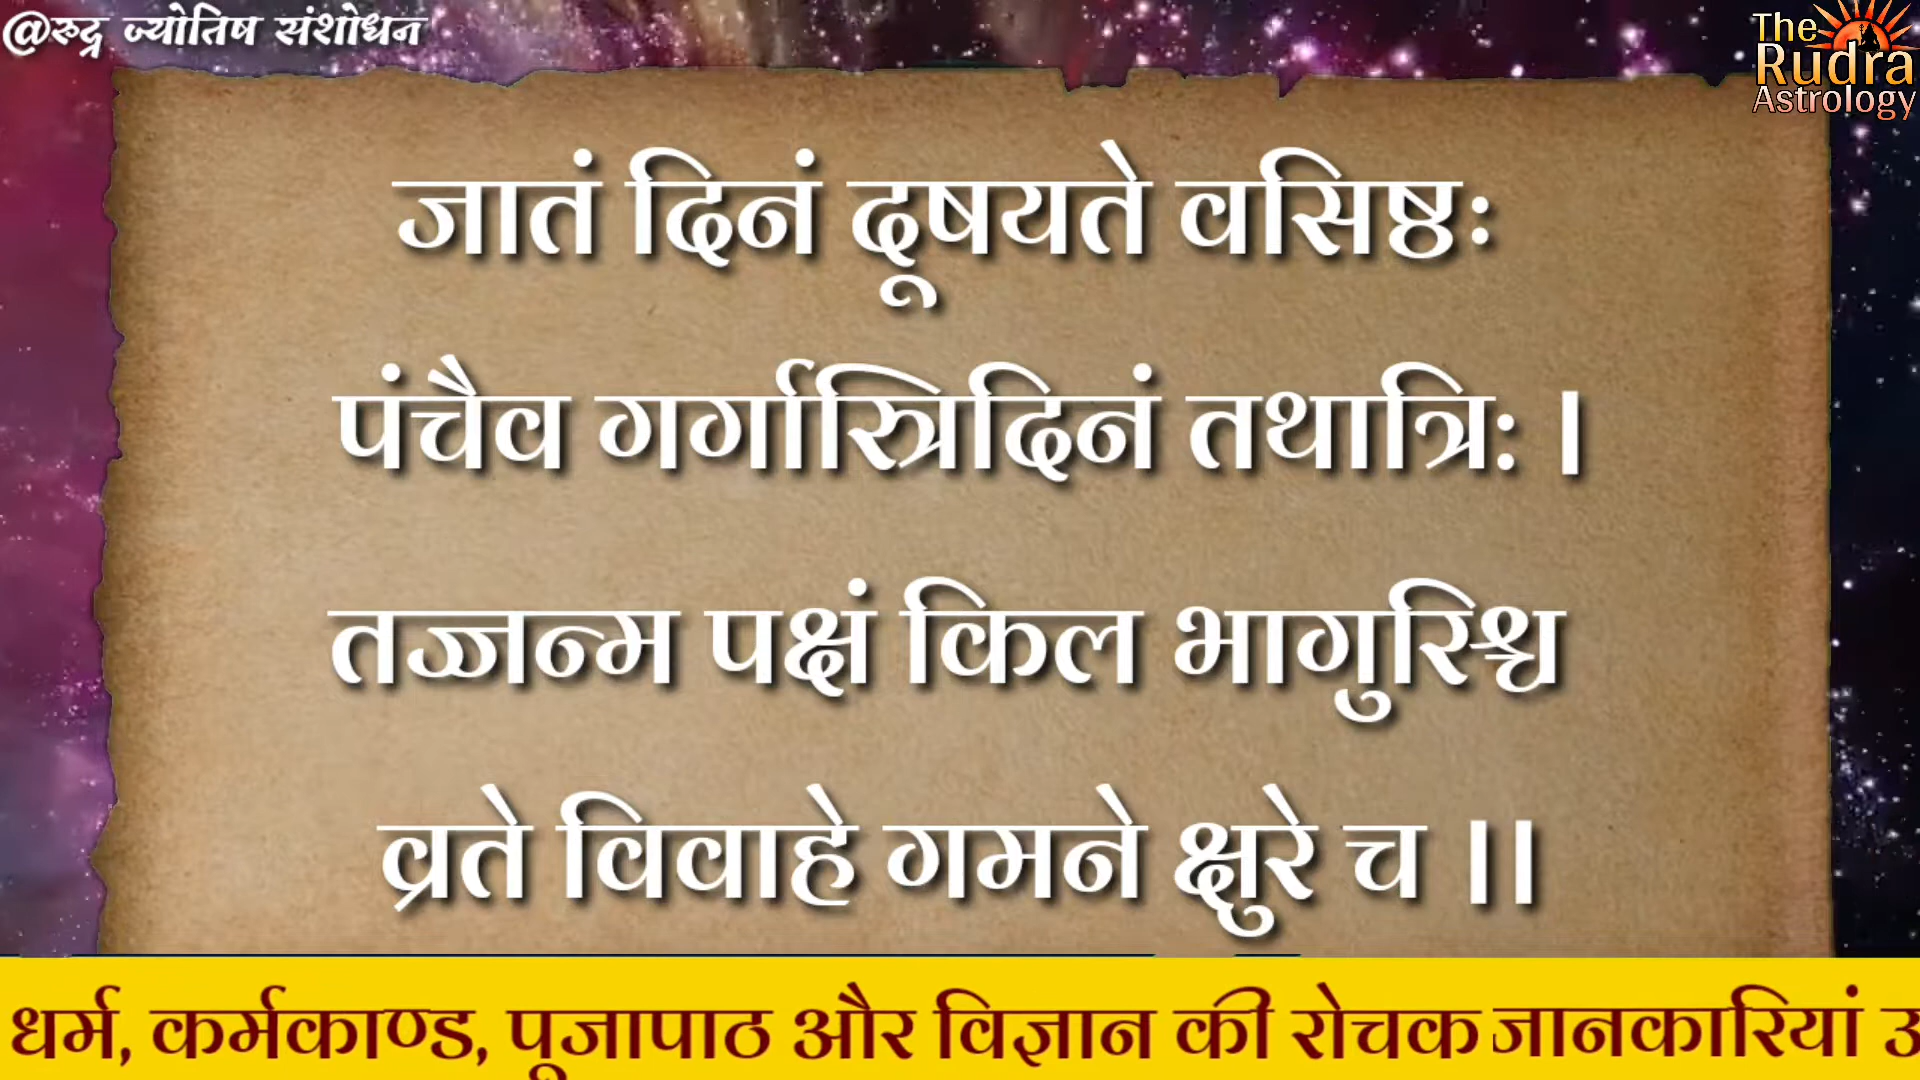 @रुद्र ज्योतिष संशोधन
The
Rudra
Astrology
जातं दिनं दूषयते वसिष्ठः
पंचैव गर्गास्त्रिदिनं तथात्रिः ।
तज्जन्म पक्षं किल भागुरिश्च
व्रते विवाहे गमने क्षुरे च ।।
धर्म, कर्मकाण्ड, पूजापाठ और विज्ञान की रोचक जानकारियां